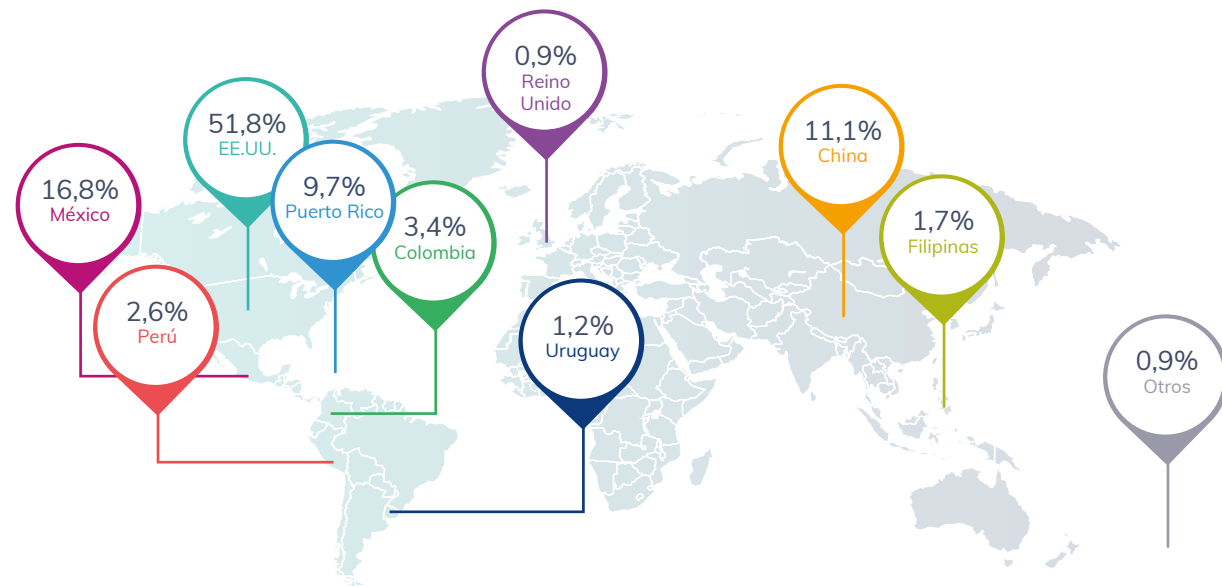 0,9%
Reino
Unido
51,8%
EE.UU.
11,1%
China
16,8%
México
9,7%
Puerto Rico
3,4%
Colombia
1,7%
Filipinas
2,6%
Perú
1,2%
Uruguay
0,9%
Otros